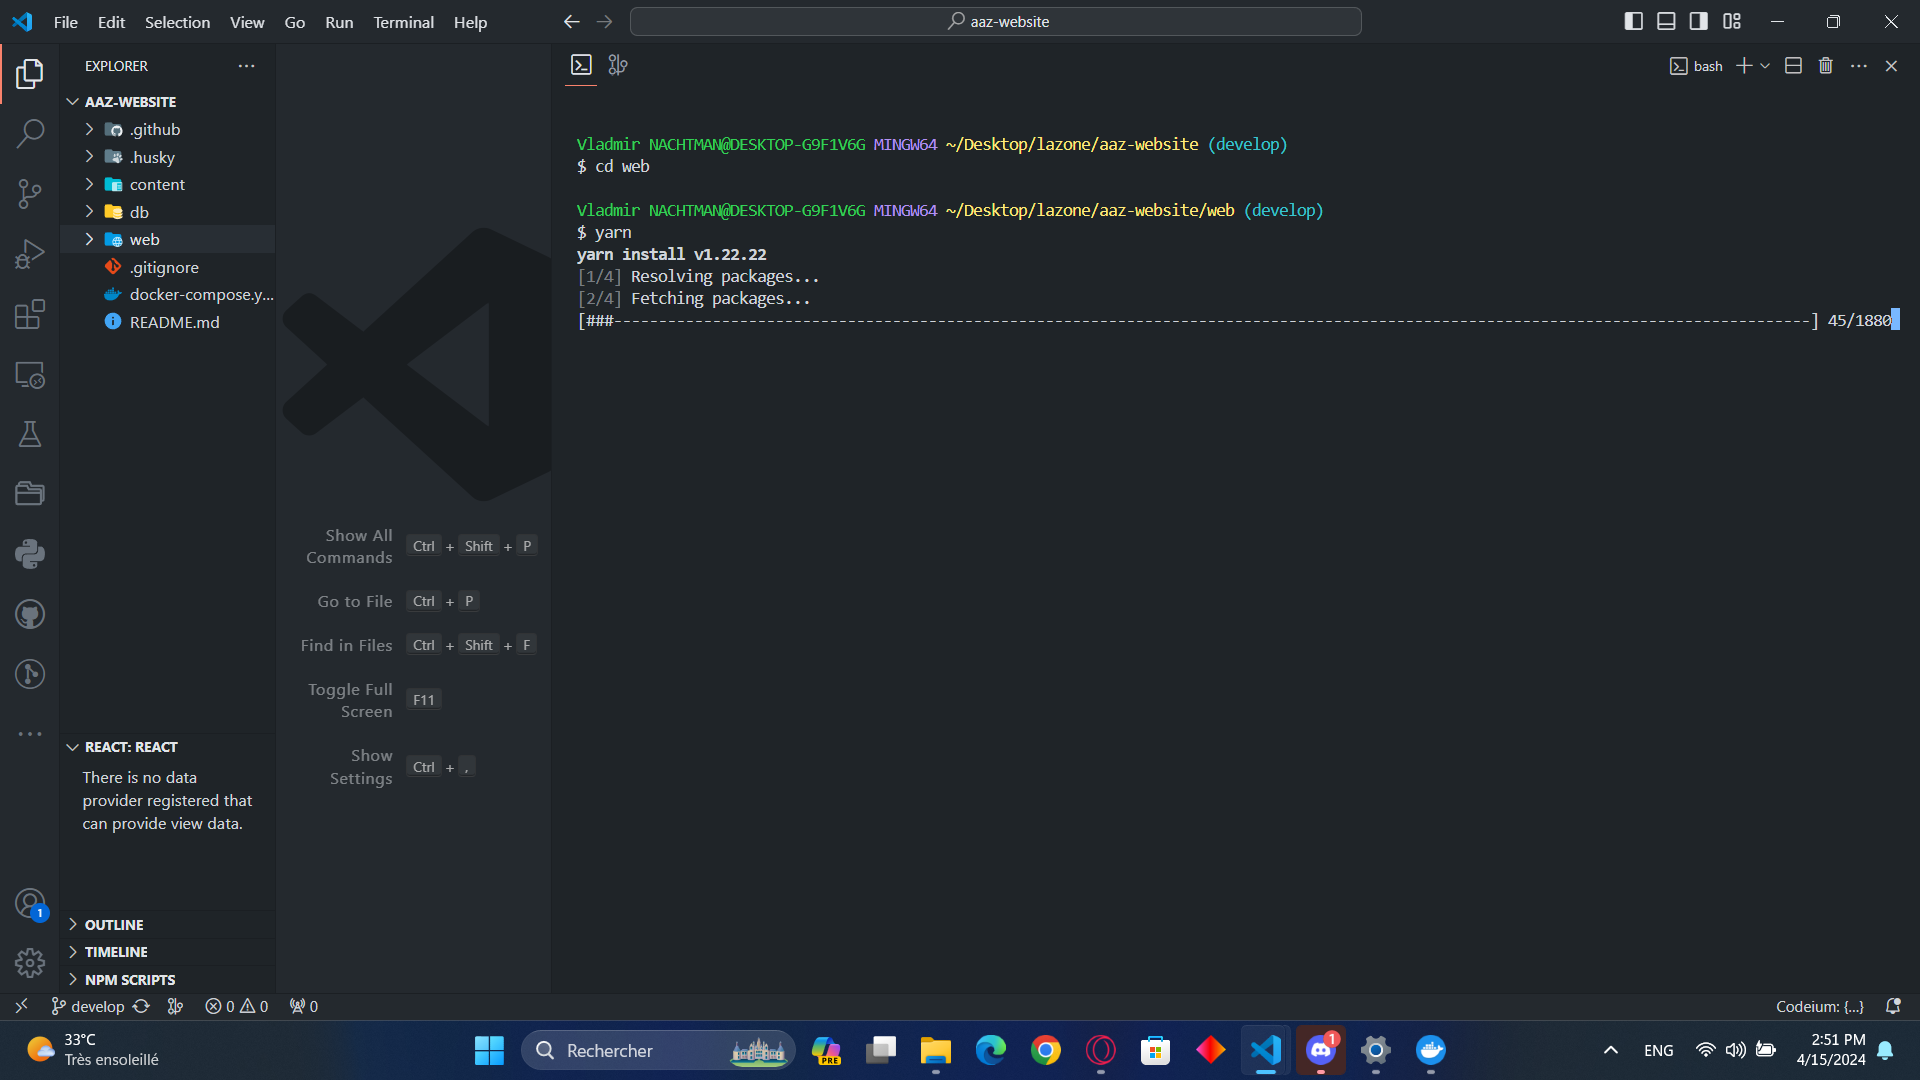 File Edit Selection View Go Run Terminal Help
aaz-website
EXPLORER
bash
AAZ-WEBSITE
.github
.husky
content
db
web
.gitignore
docker-compose.y...
README.md
Vladmir NACHTMAN@DESKTOP-G9F1V6G MINGW64 ~/Desktop/lazone/aaz-website (develop)
$ cd web
Vladmir NACHTMAN@DESKTOP-G9F1V6G MINGW64 ~/Desktop/lazone/aaz-website/web (develop)
$ yarn
yarn install v1.22.22
[1/4] Resolving packages...
[2/4] Fetching packages...
[###---------------------------------------------------------------------------------------------------------------------------------------] 45/1880
Show All
Commands
Ctrl + Shift + P
Go to File Ctrl + P
Find in Files Ctrl + Shift + F
Toggle Full
Screen
F11
Show
Settings
Ctrl + ,
REACT: REACT
There is no data
provider registered that
can provide view data.
1
OUTLINE
TIMELINE
NPM SCRIPTS
develop 0 0 0
Codeium: {...}
33°C
Très ensoleillé
Rechercher
PRE
1
ENG
2:51 PM
4/15/2024